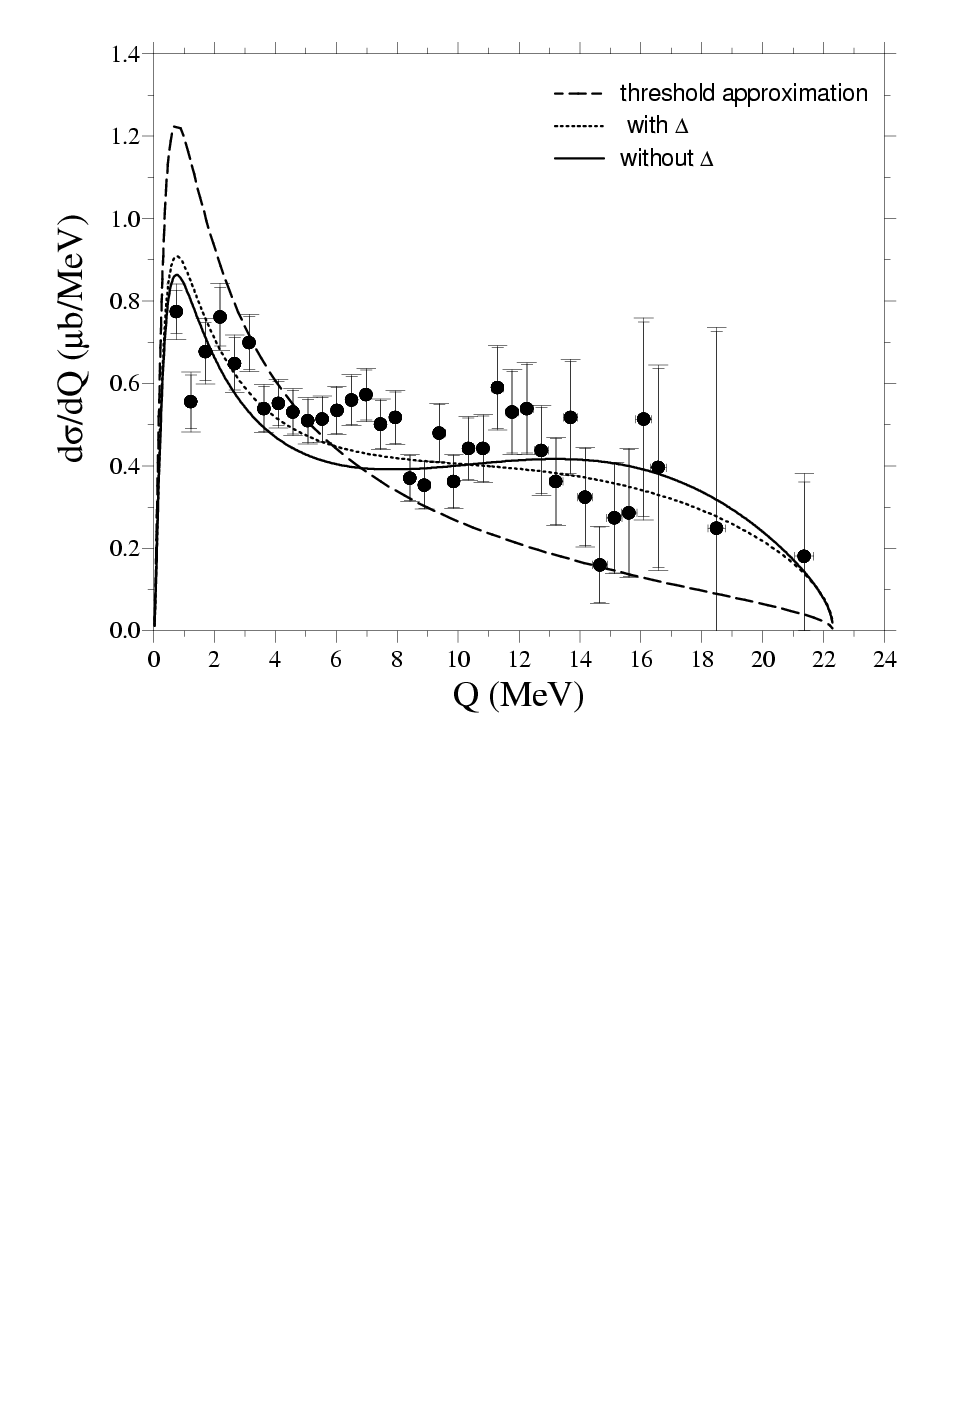 1.4
1.2
1.0
0.8
0.6
0.4
0.2
0.0
dσ/dQ (μb/MeV)
threshold approximation
with Δ
without Δ
0 2 4 6 8 10 12 14 16 18 20 22 24
Q (MeV)